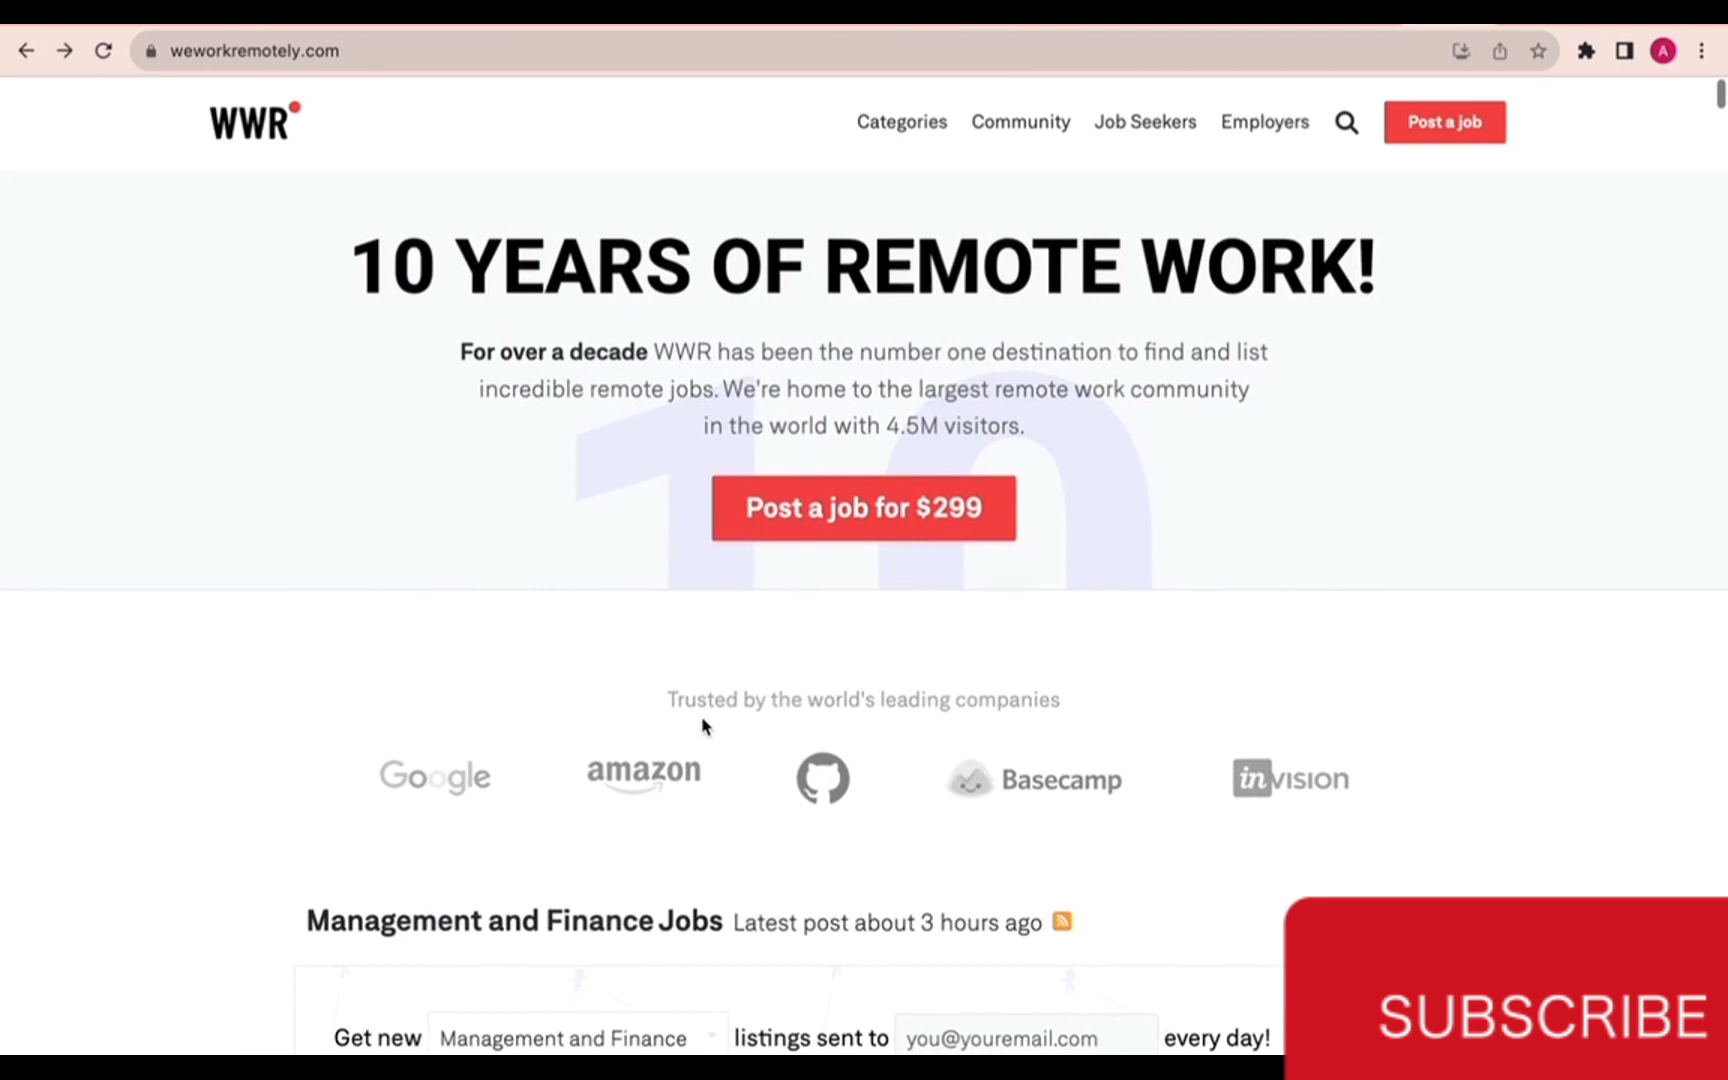 weworkremotely.com
A
WWR
Categories Community Job Seekers Employers Post a job
10 YEARS OF REMOTE WORK!
For over a decade WWR has been the number one destination to find and list
incredible remote jobs. We're home to the largest remote work community
in the world with 4.5M visitors.
10
Post a job for $299
Trusted by the world's leading companies
Google amazon Basecamp inVISION
Management and Finance Jobs Latest post about 3 hours ago
Get new Management and Finance listings sent to you@youremail.com every day!
SUBSCRIBE